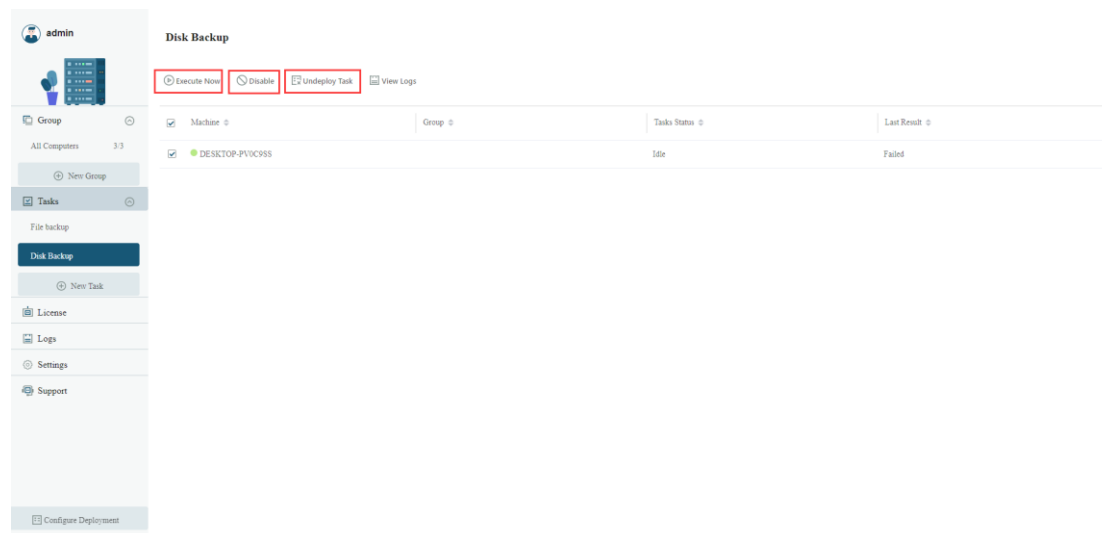 admin
Disk Backup
Execute Now Disable Undeploy Task View Logs
Group
All Computers 3/3
New Group
Tasks
File backup
Disk Backup
New Task
License
Logs
Settings
Support
Configure Deployment
Machine Group Tasks Status Last Result
DESKTOP-PV0C9SS Idle Failed